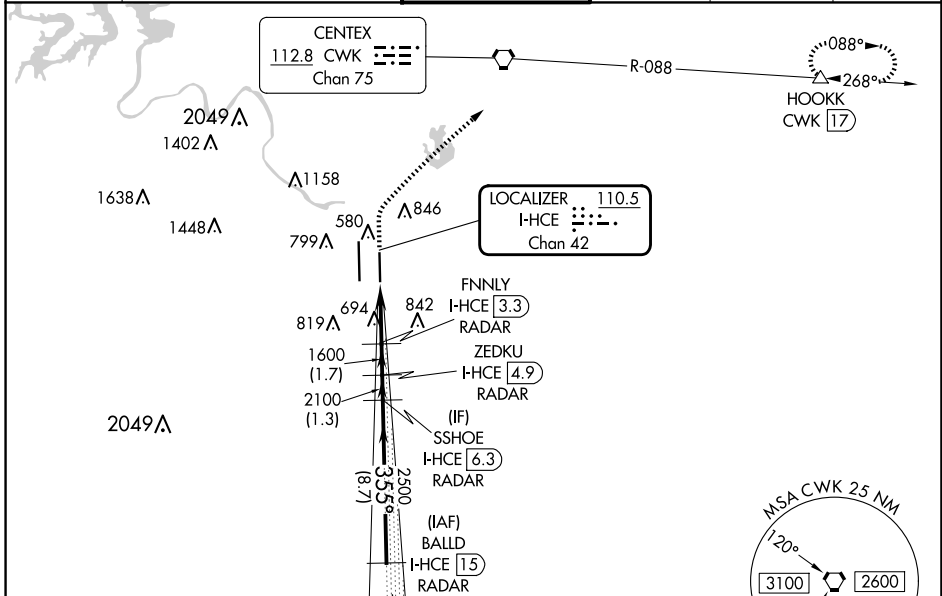 CENTEX
112.8 CWK
Chan 75
R-088
088°
268°
HOOKK
CWK 17
2049
1402
1158
1638
1448
846
580
799
LOCALIZER 110.5
I-HCE
Chan 42
FNNLY
I-HCE 3.3
RADAR
694
842
819
ZEDKU
I-HCE 4.9
RADAR
1600
(1.7)
2100
(1.3)
(IF)
SSHOE
I-HCE 6.3
RADAR
2049
2500
355°
(8.7)
(IAF)
BALLD
I-HCE 15
RADAR
MSA CWK 25 NM
120°
3100
2600